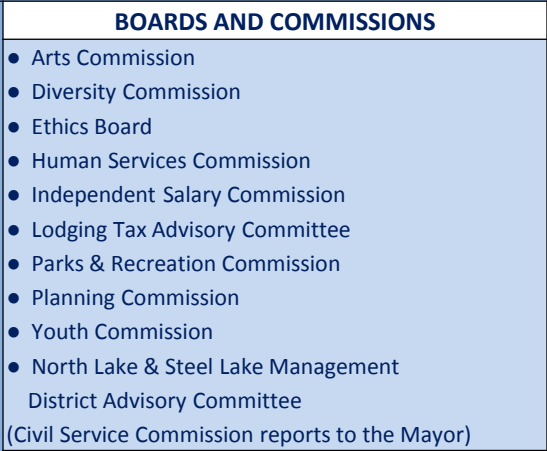 BOARDS AND COMMISSIONS
● Arts Commission
● Diversity Commission
● Ethics Board
● Human Services Commission
● Independent Salary Commission
● Lodging Tax Advisory Committee
● Parks & Recreation Commission
● Planning Commission
● Youth Commission
● North Lake & Steel Lake Management
District Advisory Committee
(Civil Service Commission reports to the Mayor)